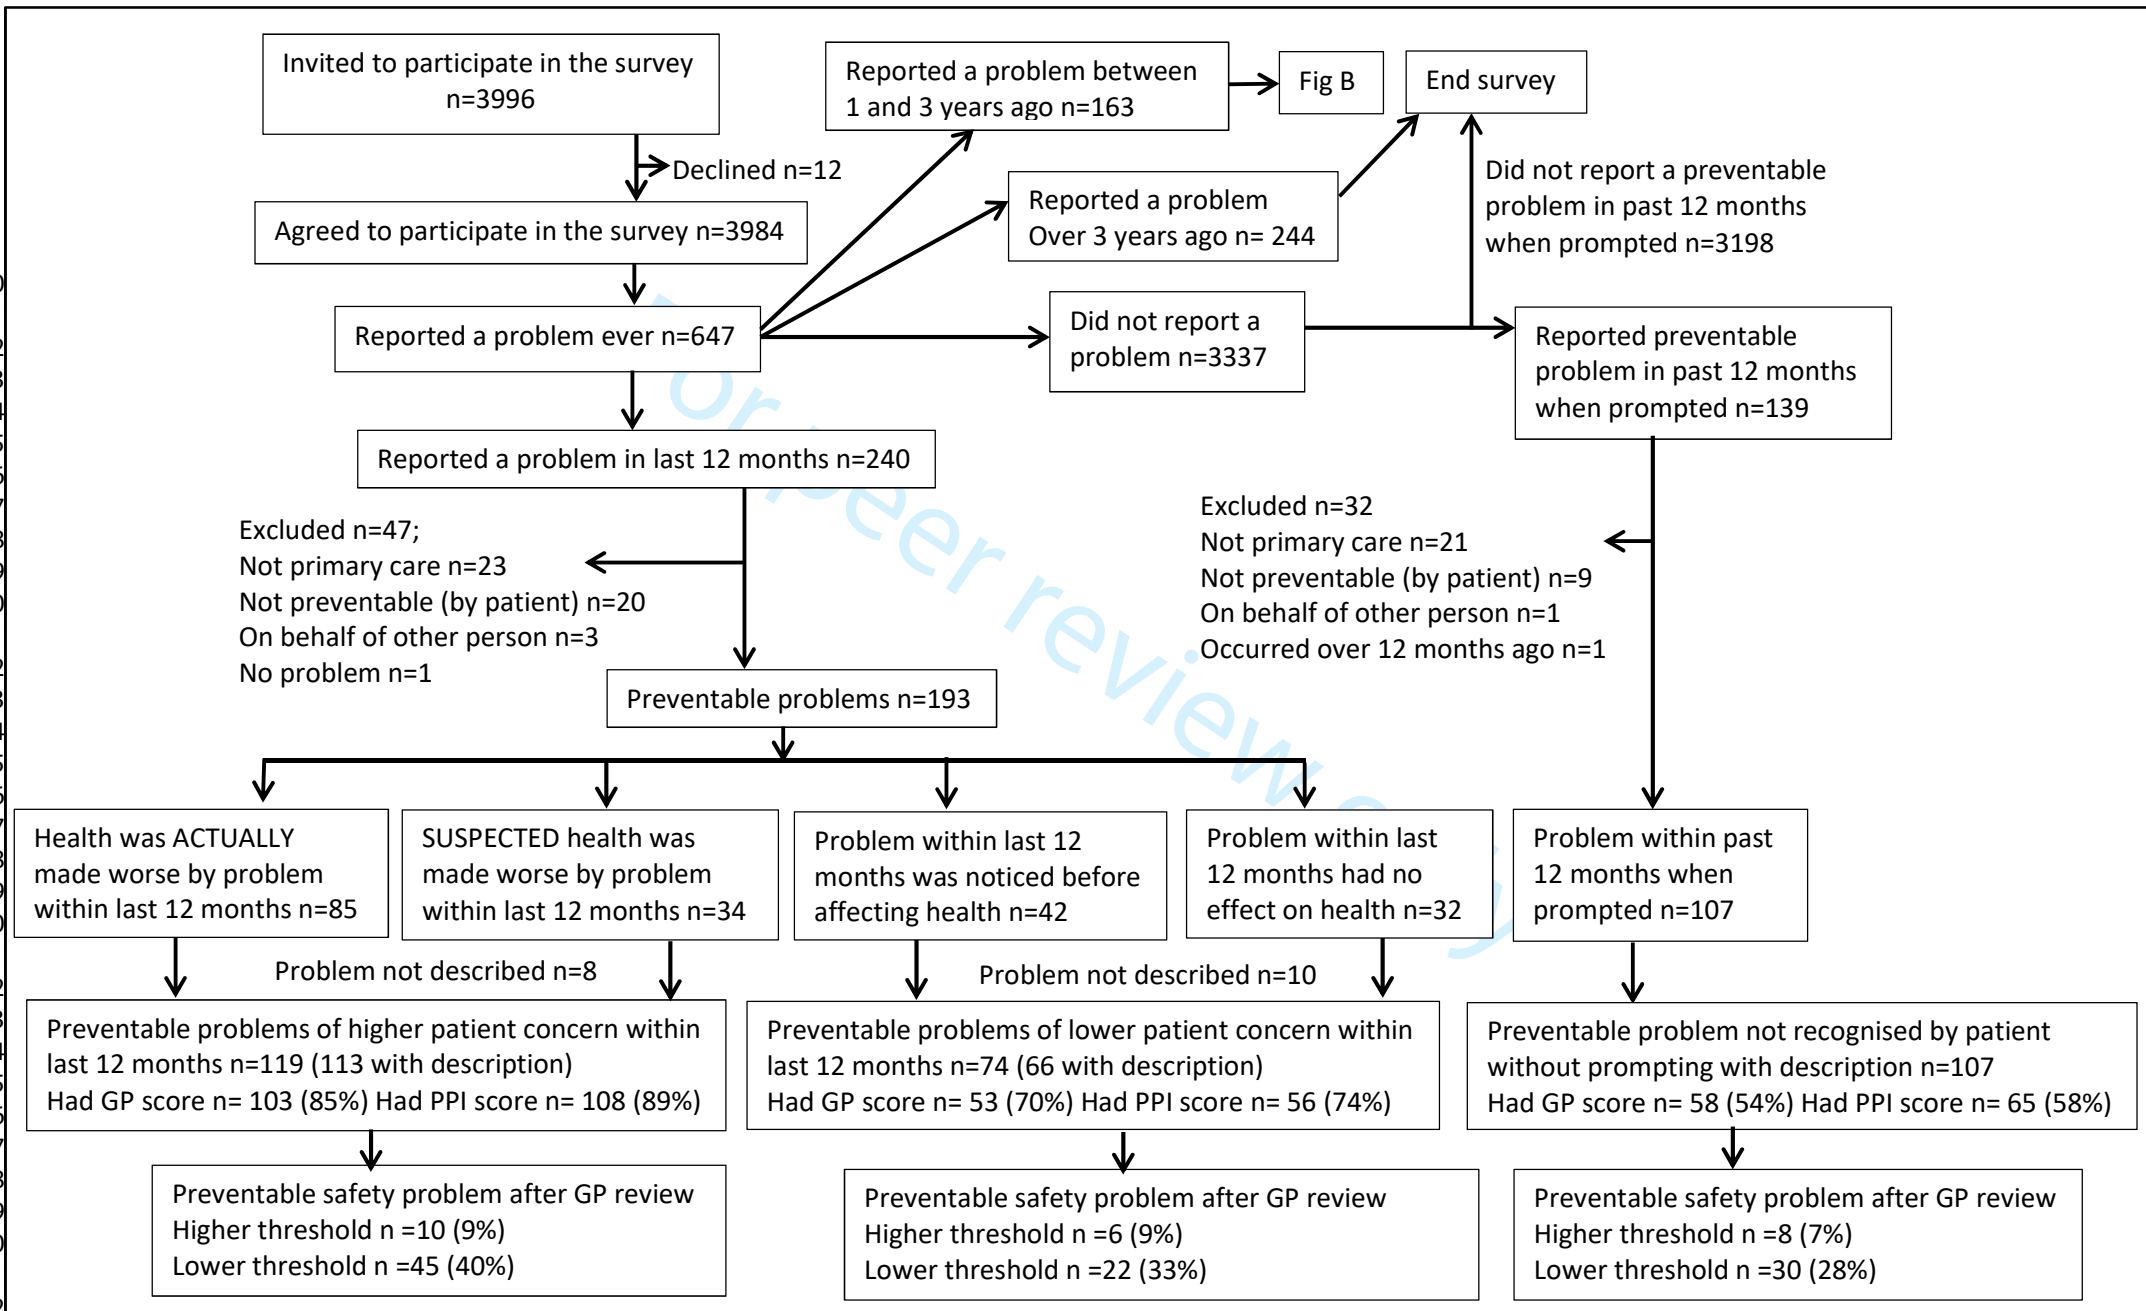 Invited to participate in the survey
n=3996
Declined n=12
Agreed to participate in the survey n=3984
Reported a problem between
1 and 3 years ago n=163
Fig B
End survey
Reported a problem
Over 3 years ago n= 244
Did not report a preventable
problem in past 12 months
when prompted n=3198
Reported a problem ever n=647
Did not report a
problem n=3337
Reported preventable
problem in past 12 months
when prompted n=139
Reported a problem in last 12 months n=240
Excluded n=47;
Not primary care n=23
Not preventable (by patient) n=20
On behalf of other person n=3
No problem n=1
Excluded n=32
Not primary care n=21
Not preventable (by patient) n=9
On behalf of other person n=1
Occurred over 12 months ago n=1
Preventable problems n=193
Health was ACTUALLY
made worse by problem
within last 12 months n=85
SUSPECTED health was
made worse by problem
within last 12 months n=34
Problem within last 12
months was noticed before
affecting health n=42
Problem within last
12 months had no
effect on health n=32
Problem within past
12 months when
prompted n=107
Problem not described n=8
Problem not described n=10
Preventable problems of higher patient concern within
last 12 months n=119 (113 with description)
Had GP score n= 103 (85%) Had PPI score n= 108 (89%)
Preventable problems of lower patient concern within
last 12 months n=74 (66 with description)
Had GP score n= 53 (70%) Had PPI score n= 56 (74%)
Preventable problem not recognised by patient
without prompting with description n=107
Had GP score n= 58 (54%) Had PPI score n= 65 (58%)
Preventable safety problem after GP review
Higher threshold n =10 (9%)
Lower threshold n =45 (40%)
Preventable safety problem after GP review
Higher threshold n =6 (9%)
Lower threshold n =22 (33%)
Preventable safety problem after GP review
Higher threshold n =8 (7%)
Lower threshold n =30 (28%)
peer review